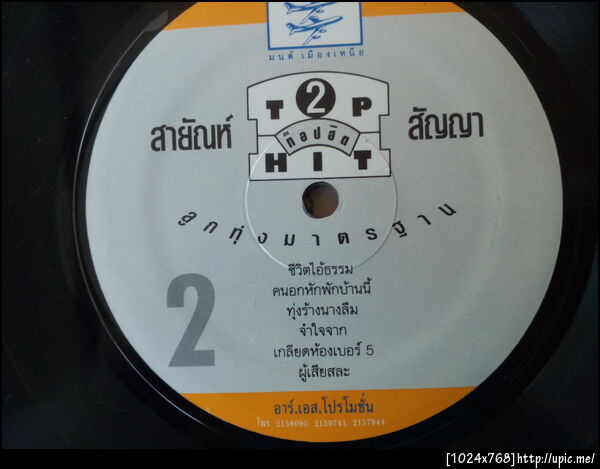 มนต์ เมืองเหนือ
T2P
ท็อปฮิต
HIT
สายัณห์ สัญญา
ลูกทุ่งมาตรฐาน
2
ชีวิตไอ้ธรรม
คนอกหักพักบ้านนี้
ทุ่งร้างนางลืม
จำใจจาก
เกลียดห้องเบอร์ 5
ผู้เสียสละ
อาร์.เอส.โปรโมชั่น
โทร. 2158090, 2159741, 2157944
[1024x768]http://upic.me/